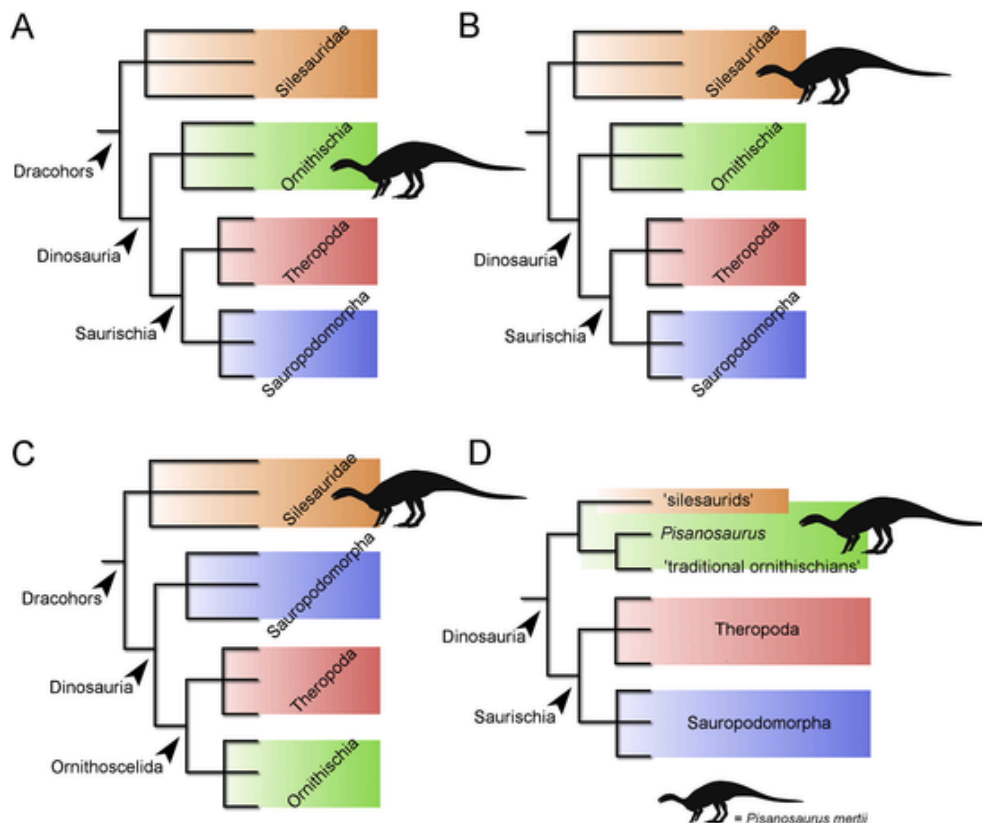 A
Silesauridae
Ornithischia
Theropoda
Sauropodomorpha
Dracohors
Dinosauria
Saurischia
B
Silesauridae
Ornithischia
Theropoda
Sauropodomorpha
Dinosauria
Saurischia
C
Silesauridae
Sauropodomorpha
Theropoda
Ornithischia
Dracohors
Dinosauria
Ornithoscelida
D
'silesaurids'
Pisanosaurus
'traditional ornithischians'
Theropoda
Sauropodomorpha
Dinosauria
Saurischia
= Pisanosaurus mertii